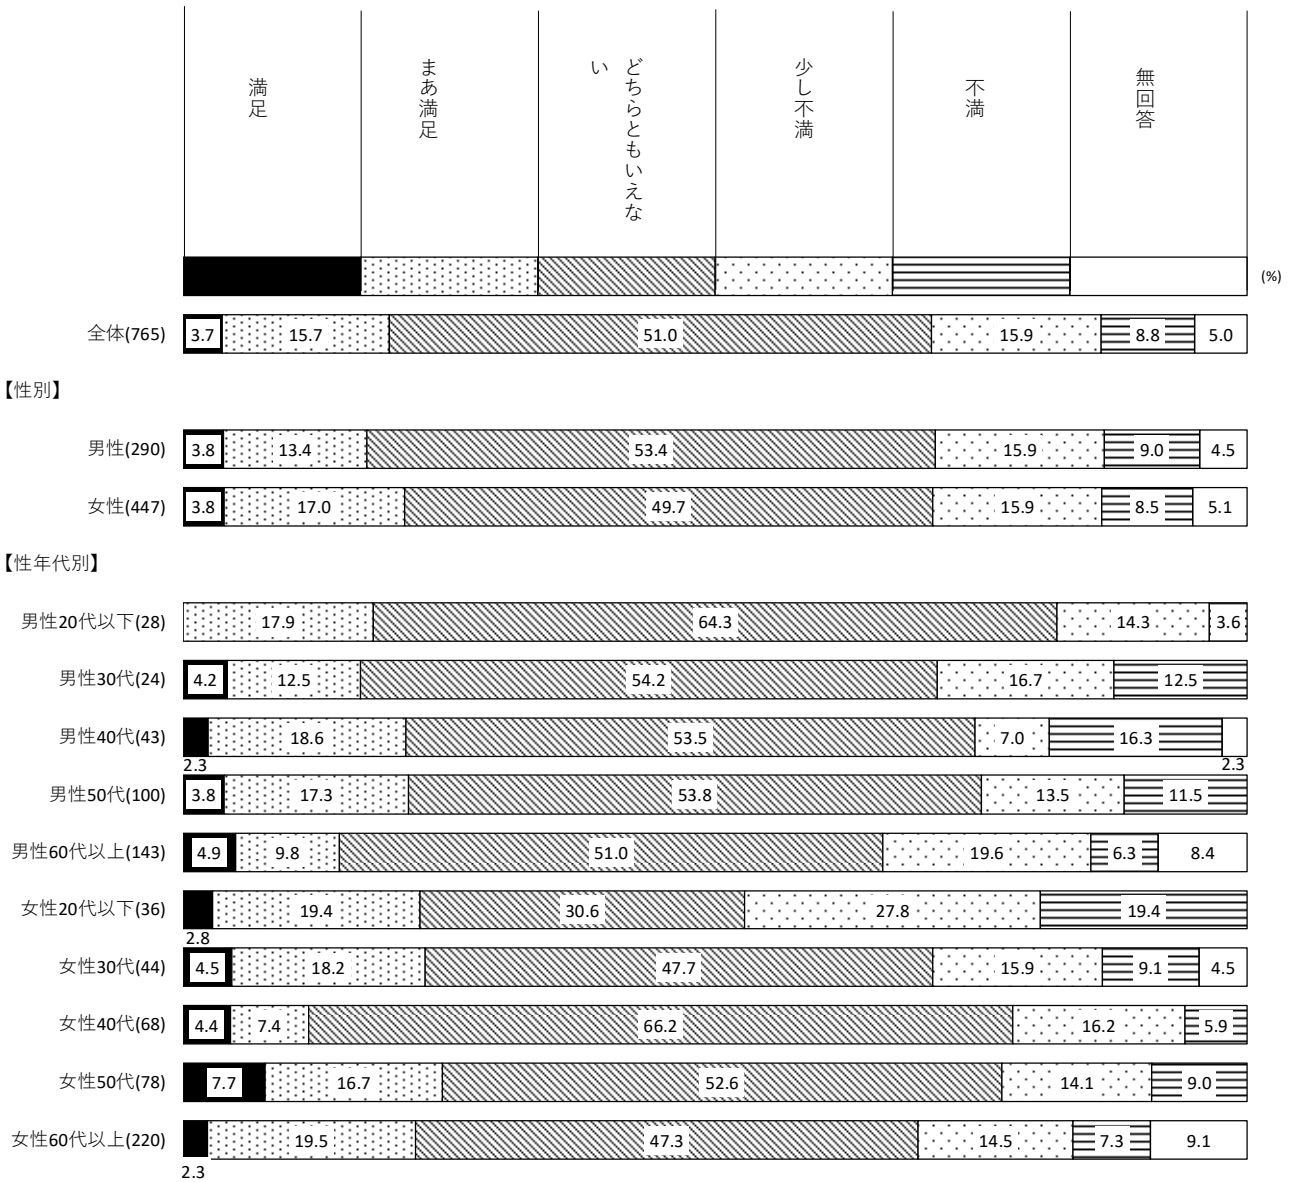 満足
まあ満足
どちらともいえな
い
少し不満
不満
無回答
(%)
全体(765) 3.7 15.7 51.0 15.9 8.8 5.0
【性別】
男性(290) 3.8 13.4 53.4 15.9 9.0 4.5
女性(447) 3.8 17.0 49.7 15.9 8.5 5.1
【性年代別】
男性20代以下(28) 17.9 64.3 14.3 3.6
男性30代(24) 4.2 12.5 54.2 16.7 12.5
男性40代(43) 18.6 53.5 7.0 16.3
2.3 2.3
男性50代(100) 3.8 17.3 53.8 13.5 11.5
男性60代以上(143) 4.9 9.8 51.0 19.6 6.3 8.4
女性20代以下(36) 19.4 30.6 27.8 19.4
2.8
女性30代(44) 4.5 18.2 47.7 15.9 9.1 4.5
女性40代(68) 4.4 7.4 66.2 16.2 5.9
女性50代(78) 7.7 16.7 52.6 14.1 9.0
女性60代以上(220) 19.5 47.3 14.5 7.3 9.1
2.3